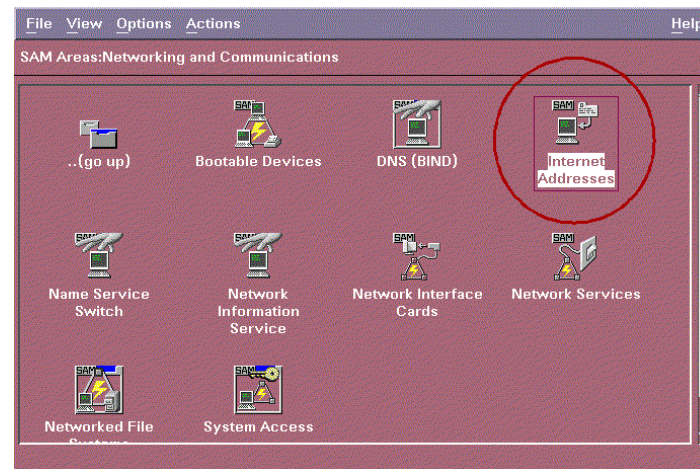 File View Options Actions Help
SAM Areas:Networking and Communications
SAM SAM SAM
..(go up) Bootable Devices DNS (BIND) Internet
Addresses
SAM SAM SAM SAM
Name Service Network Network Interface Network Services
Switch Information Cards
Service
SAM SAM
Networked File System Access
Systems